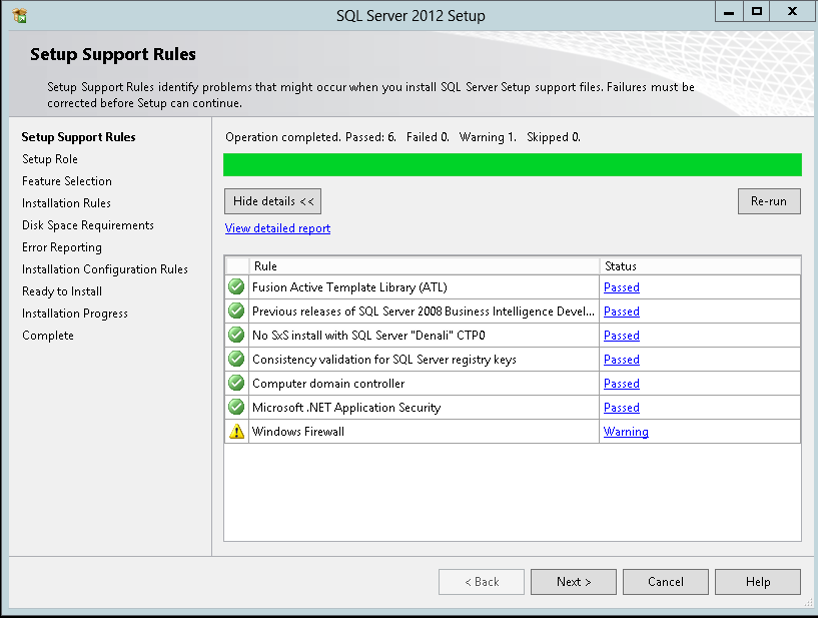 SQL Server 2012 Setup
Setup Support Rules
Setup Support Rules identify problems that might occur when you install SQL Server Setup support files. Failures must be
corrected before Setup can continue.
Setup Support Rules
Setup Role
Feature Selection
Installation Rules
Disk Space Requirements
Error Reporting
Installation Configuration Rules
Ready to Install
Installation Progress
Complete
Operation completed. Passed: 6. Failed 0. Warning 1. Skipped 0.
Hide details <<
Re-run
View detailed report
Rule Status
Fusion Active Template Library (ATL) Passed
Previous releases of SQL Server 2008 Business Intelligence Devel... Passed
No SxS install with SQL Server "Denali" CTP0 Passed
Consistency validation for SQL Server registry keys Passed
Computer domain controller Passed
Microsoft .NET Application Security Passed
Windows Firewall Warning
< Back Next > Cancel Help